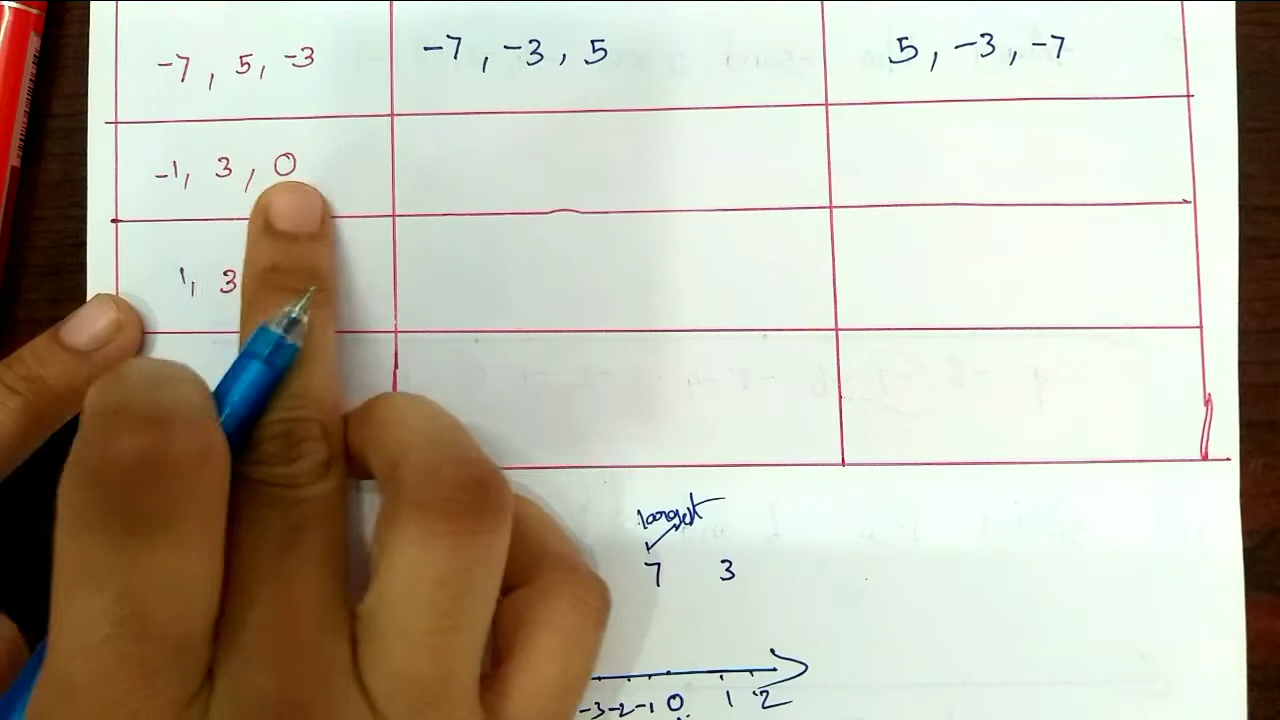 -7, 5, -3
-7, -3, 5
5, -3, -7
-1, 3, 0
1, 3
largest
7 3
-3 -2 -1 0 1 2